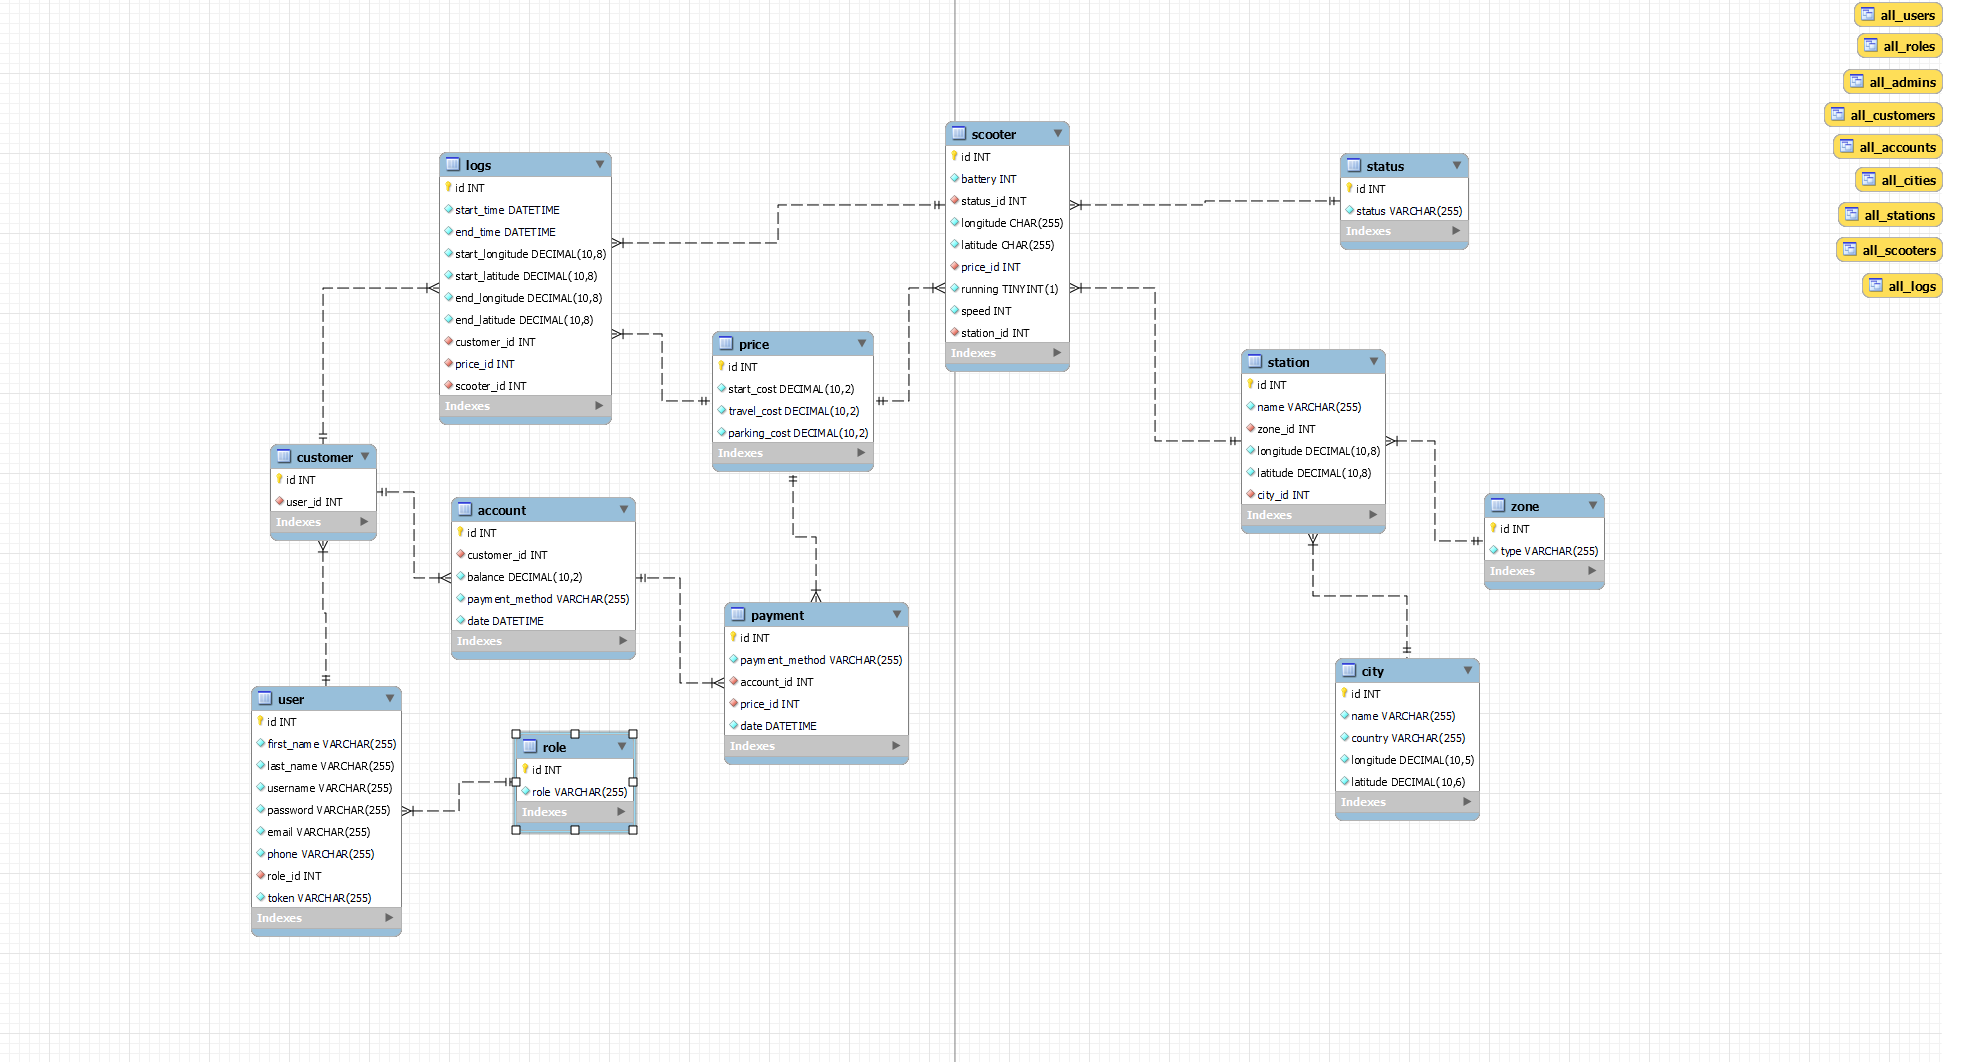 all_users
all_roles
all_admins
all_customers
all_accounts
all_cities
all_stations
all_scooters
all_logs
logs
id INT
start_time DATETIME
end_time DATETIME
start_longitude DECIMAL(10,8)
start_latitude DECIMAL(10,8)
end_longitude DECIMAL(10,8)
end_latitude DECIMAL(10,8)
customer_id INT
price_id INT
scooter_id INT
Indexes
scooter
id INT
battery INT
status_id INT
longitude CHAR(255)
latitude CHAR(255)
price_id INT
running TINYINT(1)
speed INT
station_id INT
Indexes
status
id INT
status VARCHAR(255)
Indexes
price
id INT
start_cost DECIMAL(10,2)
travel_cost DECIMAL(10,2)
parking_cost DECIMAL(10,2)
Indexes
station
id INT
name VARCHAR(255)
zone_id INT
longitude DECIMAL(10,8)
latitude DECIMAL(10,8)
city_id INT
Indexes
customer
id INT
user_id INT
Indexes
account
id INT
customer_id INT
balance DECIMAL(10,2)
payment_method VARCHAR(255)
date DATETIME
Indexes
zone
id INT
type VARCHAR(255)
Indexes
payment
id INT
payment_method VARCHAR(255)
account_id INT
price_id INT
date DATETIME
Indexes
city
id INT
name VARCHAR(255)
country VARCHAR(255)
longitude DECIMAL(10,5)
latitude DECIMAL(10,6)
Indexes
user
id INT
first_name VARCHAR(255)
last_name VARCHAR(255)
username VARCHAR(255)
password VARCHAR(255)
email VARCHAR(255)
phone VARCHAR(255)
role_id INT
token VARCHAR(255)
Indexes
role
id INT
role VARCHAR(255)
Indexes